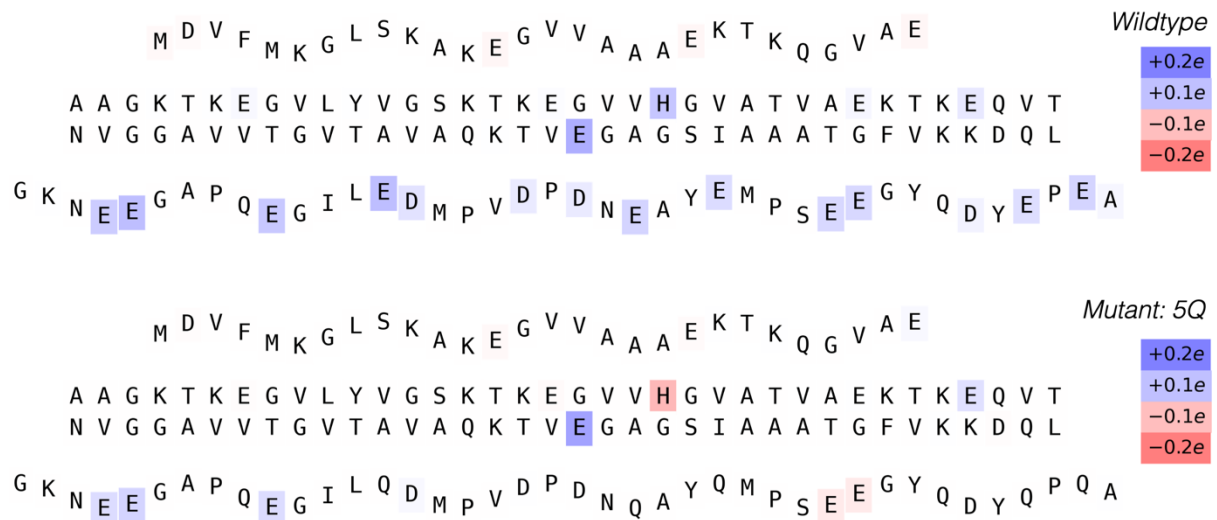 Wildtype
M D V F M K G L S K A K E G V V A A A E K T K Q G V A E
+0.2e
+0.1e
−0.1e
−0.2e
A A G K T K E G V L Y V G S K T K E G V V H G V A T V A E K T K E Q V T
N V G G A V V T G V T A V A Q K T V E G A G S I A A A T G F V K K D Q L
G K N E E G A P Q E G I L E D M P V D P D N E A Y E M P S E E G Y Q D Y E P E A
Mutant: 5Q
M D V F M K G L S K A K E G V V A A A E K T K Q G V A E
+0.2e
+0.1e
−0.1e
−0.2e
A A G K T K E G V L Y V G S K T K E G V V H G V A T V A E K T K E Q V T
N V G G A V V T G V T A V A Q K T V E G A G S I A A A T G F V K K D Q L
G K N E E G A P Q E G I L Q D M P V D P D N Q A Y Q M P S E E G Y Q D Y Q P Q A